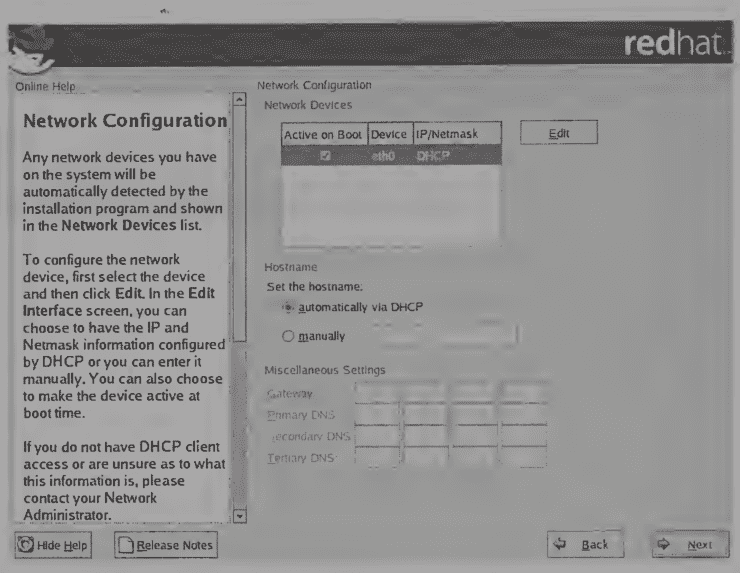 redhat
Online Help
Network Configuration
Any network devices you have
on the system will be
automatically detected by the
installation program and shown
in the Network Devices list.
To configure the network
device, first select the device
and then click Edit. In the Edit
Interface screen, you can
choose to have the IP and
Netmask information configured
by DHCP or you can enter it
manually. You can also choose
to make the device active at
boot time.
If you do not have DHCP client
access or are unsure as to what
this information is, please
contact your Network
Administrator.
Network Configuration
Network Devices
Active on Boot Device IP/Netmask
eth0 DHCP
Edit
Hostname
Set the hostname:
automatically via DHCP
manually
Miscellaneous Settings
Gateway
Primary DNS
Secondary DNS
Tertiary DNS:
Hide Help
Release Notes
Back
Next